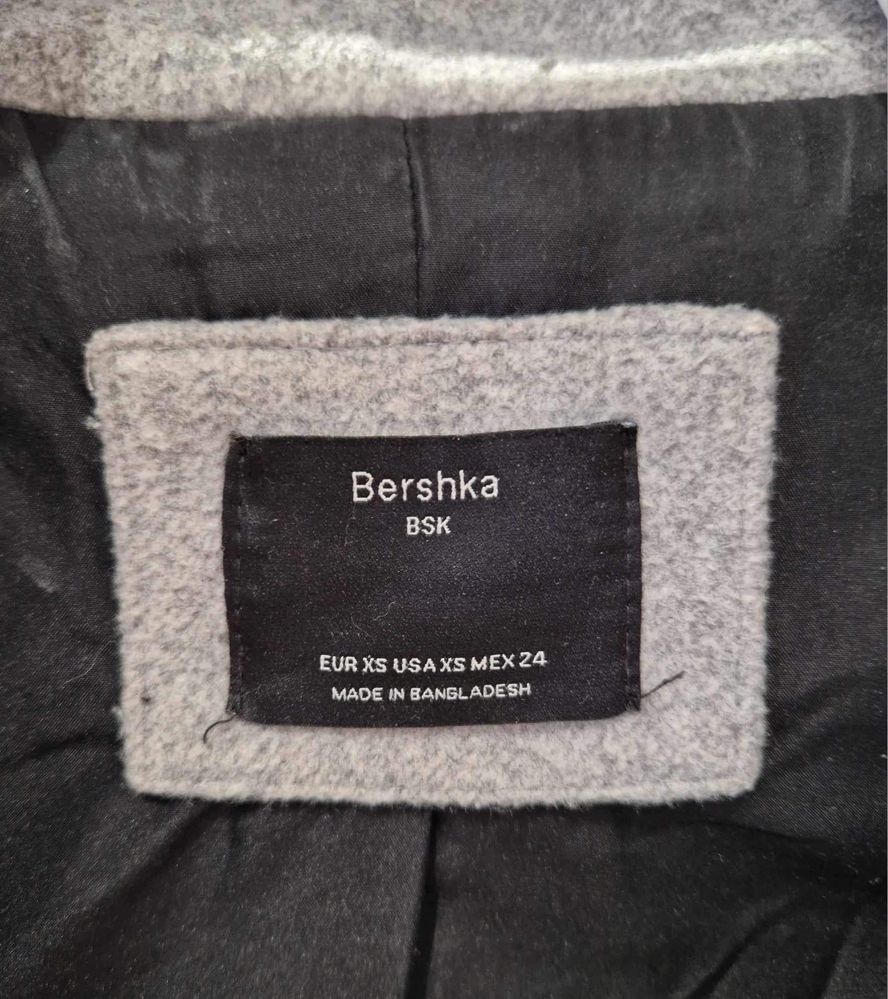 Bershka
BSK
EUR XS USA XS MEX 24
MADE IN BANGLADESH